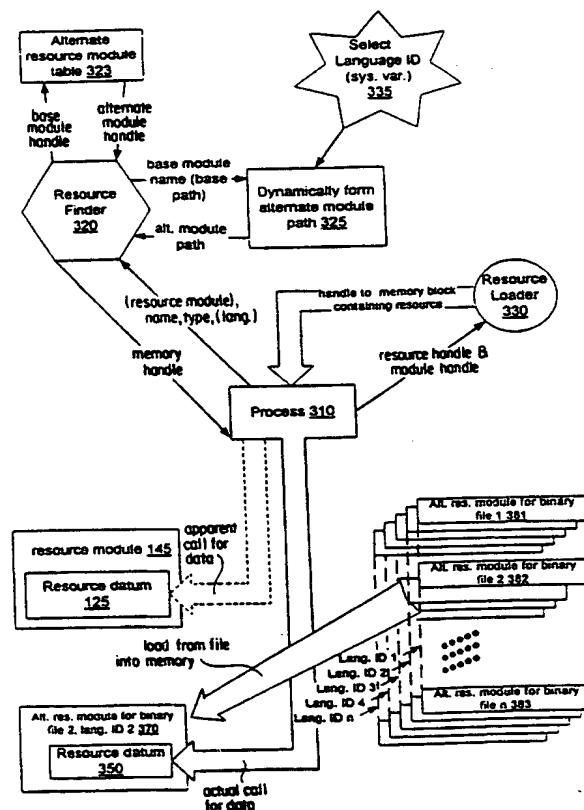 Alternate
resource module
table 323
Select
Language ID
(sys. var.)
335
base
module
handle
alternate
module
handle
base module
name (base
path)
Resource
Finder
320
Dynamically form
alternate module
path 325
alt. module
path
(resource module),
name, type, (lang.)
handle to memory block
containing resource
Resource
Loader
330
memory
handle
resource handle &
module handle
Process 310
resource module 145
Resource datum
125
apparent
call for
data
Alt. res. module for binary
file 1 381
Alt. res. module for binary
file 2 382
load from file
into memory
Lang. ID 1
Lang. ID 2
Lang. ID 3
Lang. ID 4
Lang. ID n
Alt. res. module for binary
file n 383
Alt. res. module for binary
file 2, lang. ID 2 370
Resource datum
350
actual call
for data